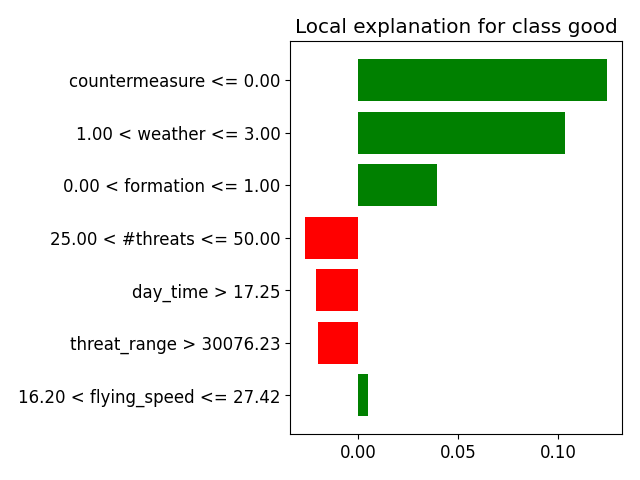 Local explanation for class good
countermeasure <= 0.00
1.00 < weather <= 3.00
0.00 < formation <= 1.00
25.00 < #threats <= 50.00
day_time > 17.25
threat_range > 30076.23
16.20 < flying_speed <= 27.42
0.00 0.05 0.10